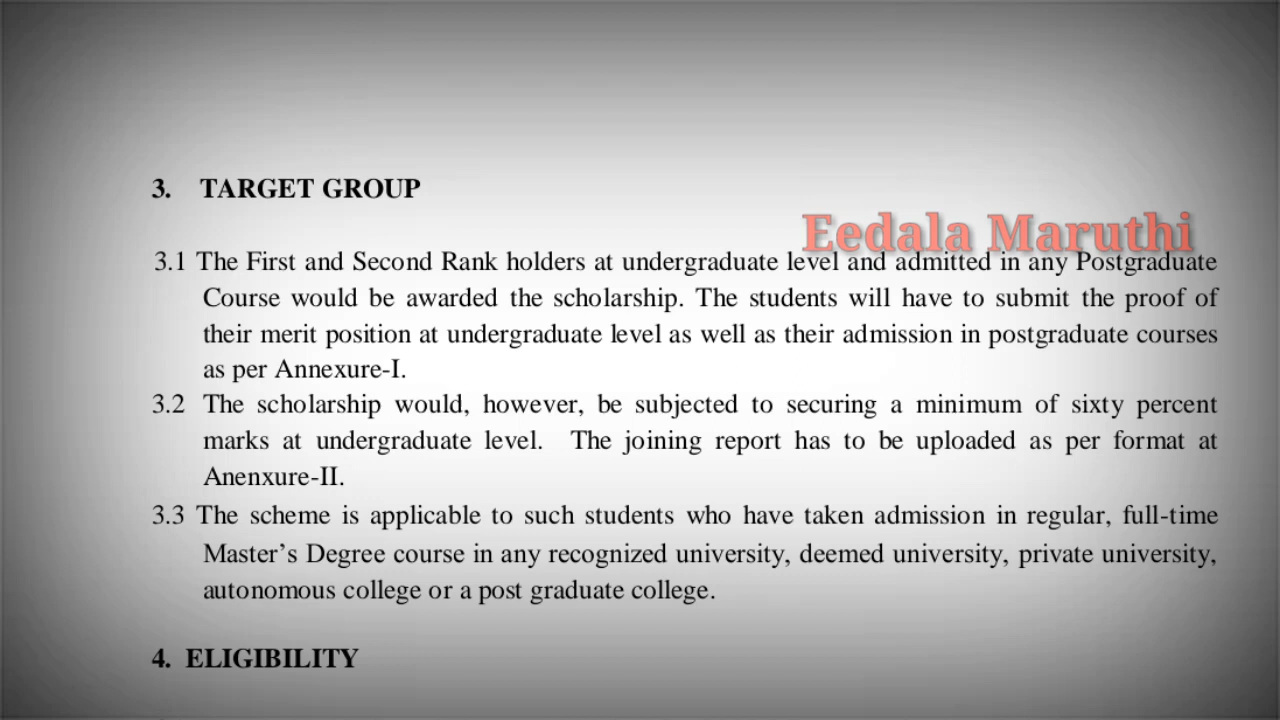 3. TARGET GROUP
Eedala Maruthi
3.1 The First and Second Rank holders at undergraduate level and admitted in any Postgraduate
Course would be awarded the scholarship. The students will have to submit the proof of
their merit position at undergraduate level as well as their admission in postgraduate courses
as per Annexure-I.
3.2 The scholarship would, however, be subjected to securing a minimum of sixty percent
marks at undergraduate level. The joining report has to be uploaded as per format at
Anenxure-II.
3.3 The scheme is applicable to such students who have taken admission in regular, full-time
Master’s Degree course in any recognized university, deemed university, private university,
autonomous college or a post graduate college.
4. ELIGIBILITY